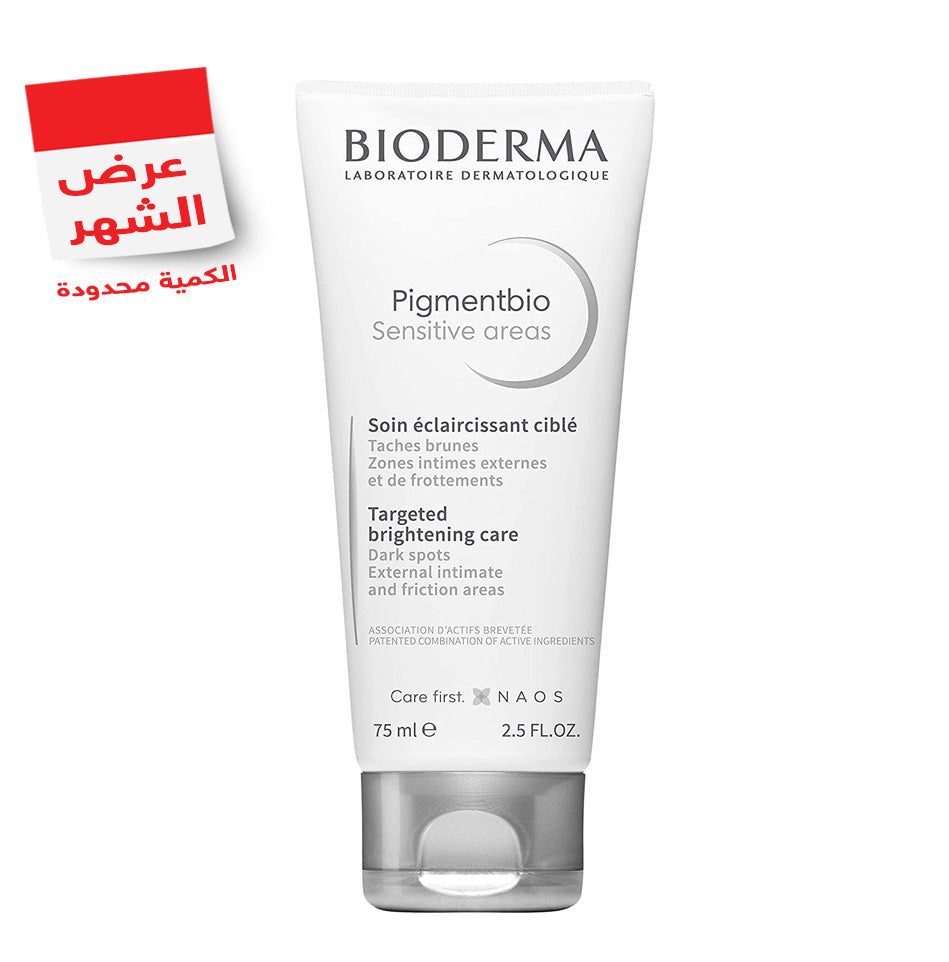 عرض
الشهر
الكمية محدودة
BIODERMA
LABORATOIRE DERMATOLOGIQUE
Pigmentbio
Sensitive areas
Soin éclaircissant ciblé
Taches brunes
Zones intimes externes
et de frottements
Targeted
brightening care
Dark spots
External intimate
and friction areas
ASSOCIATION D'ACTIFS BREVETÉE
PATENTED COMBINATION OF ACTIVE INGREDIENTS
Care first. NAOS
75 ml e 2.5 FL.OZ.